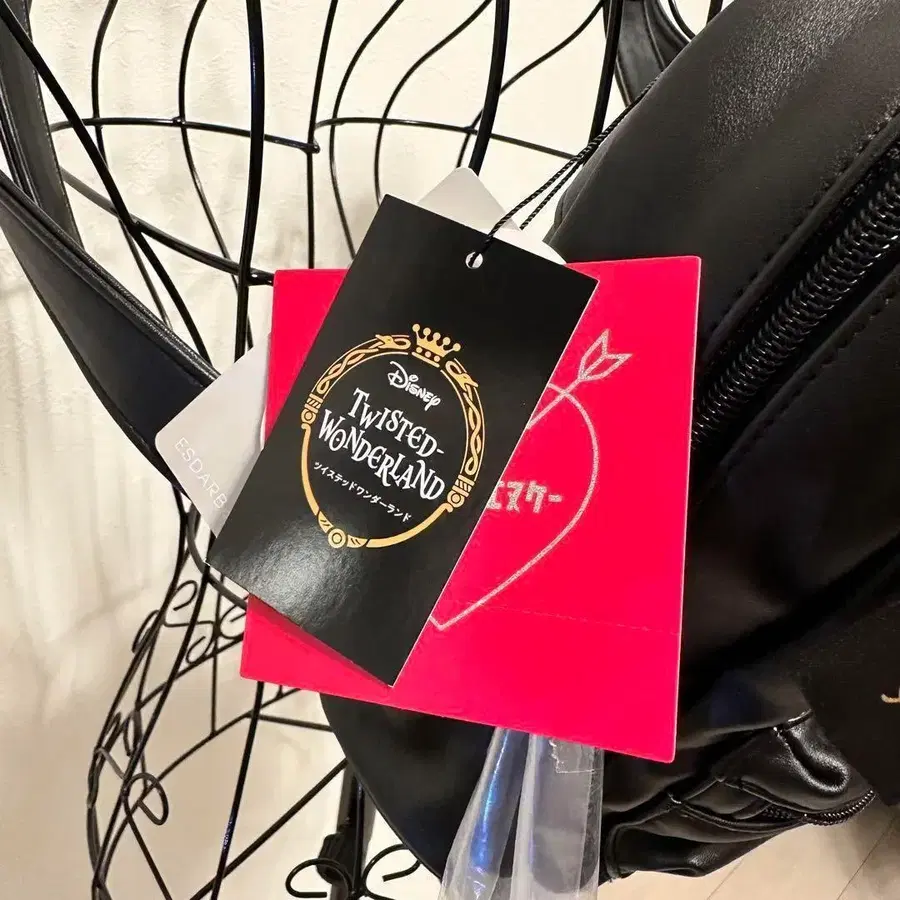 Disney
Twisted-
Wonderland
ツイステッドワンダーランド
エヌケー
ESDARB